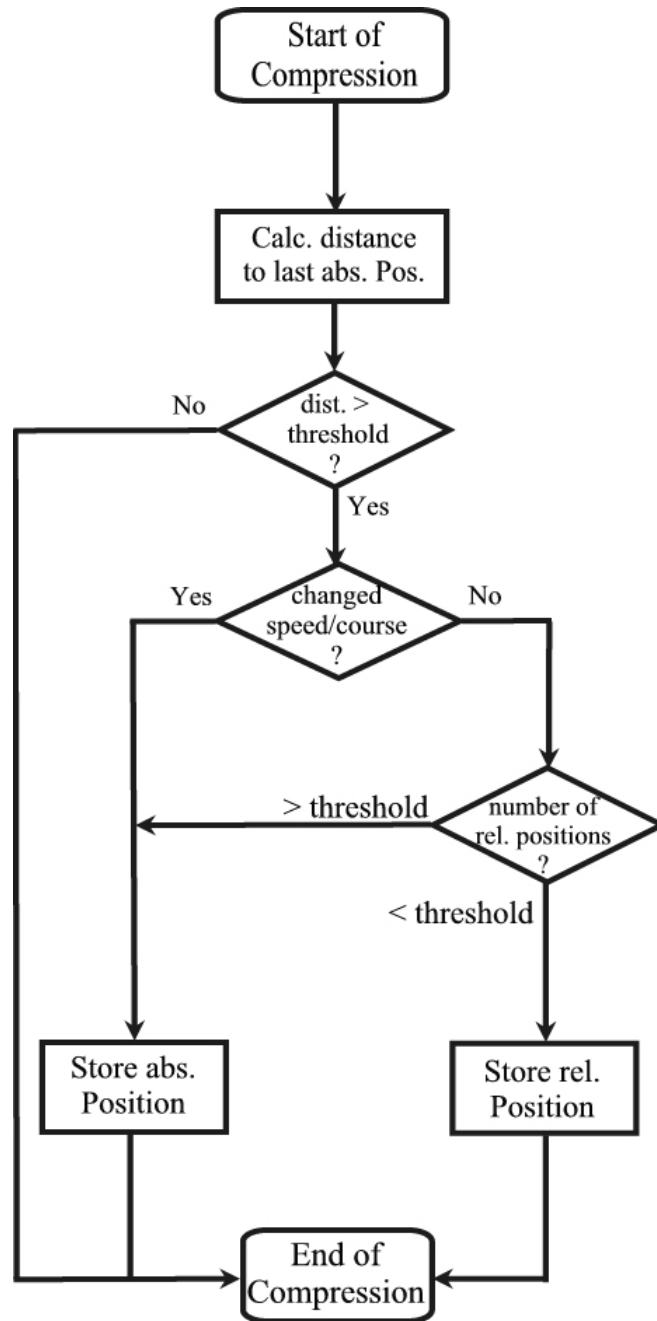 Start of
Compression
Calc. distance
to last abs. Pos.
No
dist. >
threshold
?
Yes
Yes
changed
speed/course
?
No
> threshold
number of
rel. positions
?
< threshold
Store abs.
Position
Store rel.
Position
End of
Compression